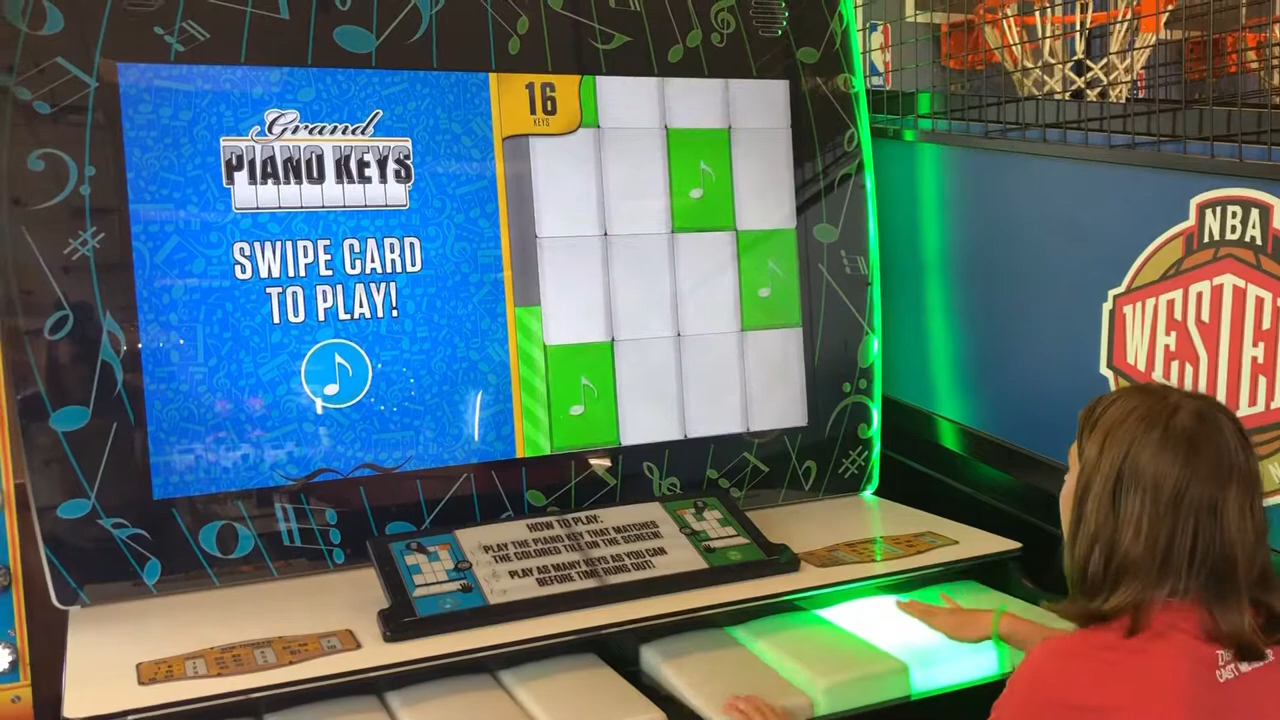 Grand
PIANO KEYS
SWIPE CARD
TO PLAY!
16
KEYS
HOW TO PLAY:
PLAY THE PIANO KEY THAT MATCHES
THE COLORED TILE ON THE SCREEN!
PLAY AS MANY KEYS AS YOU CAN
BEFORE TIME RUNS OUT!
NBA
NBA
WESTE